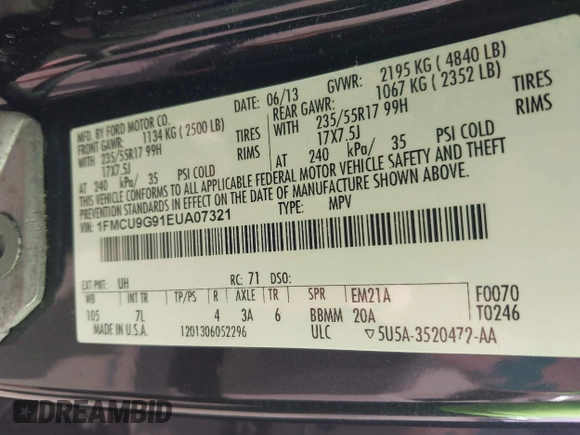 MFD. BY FORD MOTOR CO.
DATE: 06/13 GVWR: 2195 KG ( 4840 LB)
FRONT GAWR: 1134 KG ( 2500 LB) REAR GAWR: 1067 KG ( 2352 LB)
WITH 235/55R17 99H TIRES WITH 235/55R17 99H TIRES
17X7.5J RIMS 17X7.5J RIMS
AT 240 kPa/ 35 PSI COLD AT 240 kPa/ 35 PSI COLD
THIS VEHICLE CONFORMS TO ALL APPLICABLE FEDERAL MOTOR VEHICLE SAFETY AND THEFT
PREVENTION STANDARDS IN EFFECT ON THE DATE OF MANUFACTURE SHOWN ABOVE.
VIN: 1FMCU9G91EUA07321 TYPE: MPV
EXT PNT: UH RC: 71 DSO:
WB INT TR TP/PS R AXLE TR SPR EM21A F0070
105 7L 4 3A 6 BBMM 20A T0246
MADE IN U.S.A. 1201306052296 ULC ▽5U5A-3520472-AA
DREAMBID